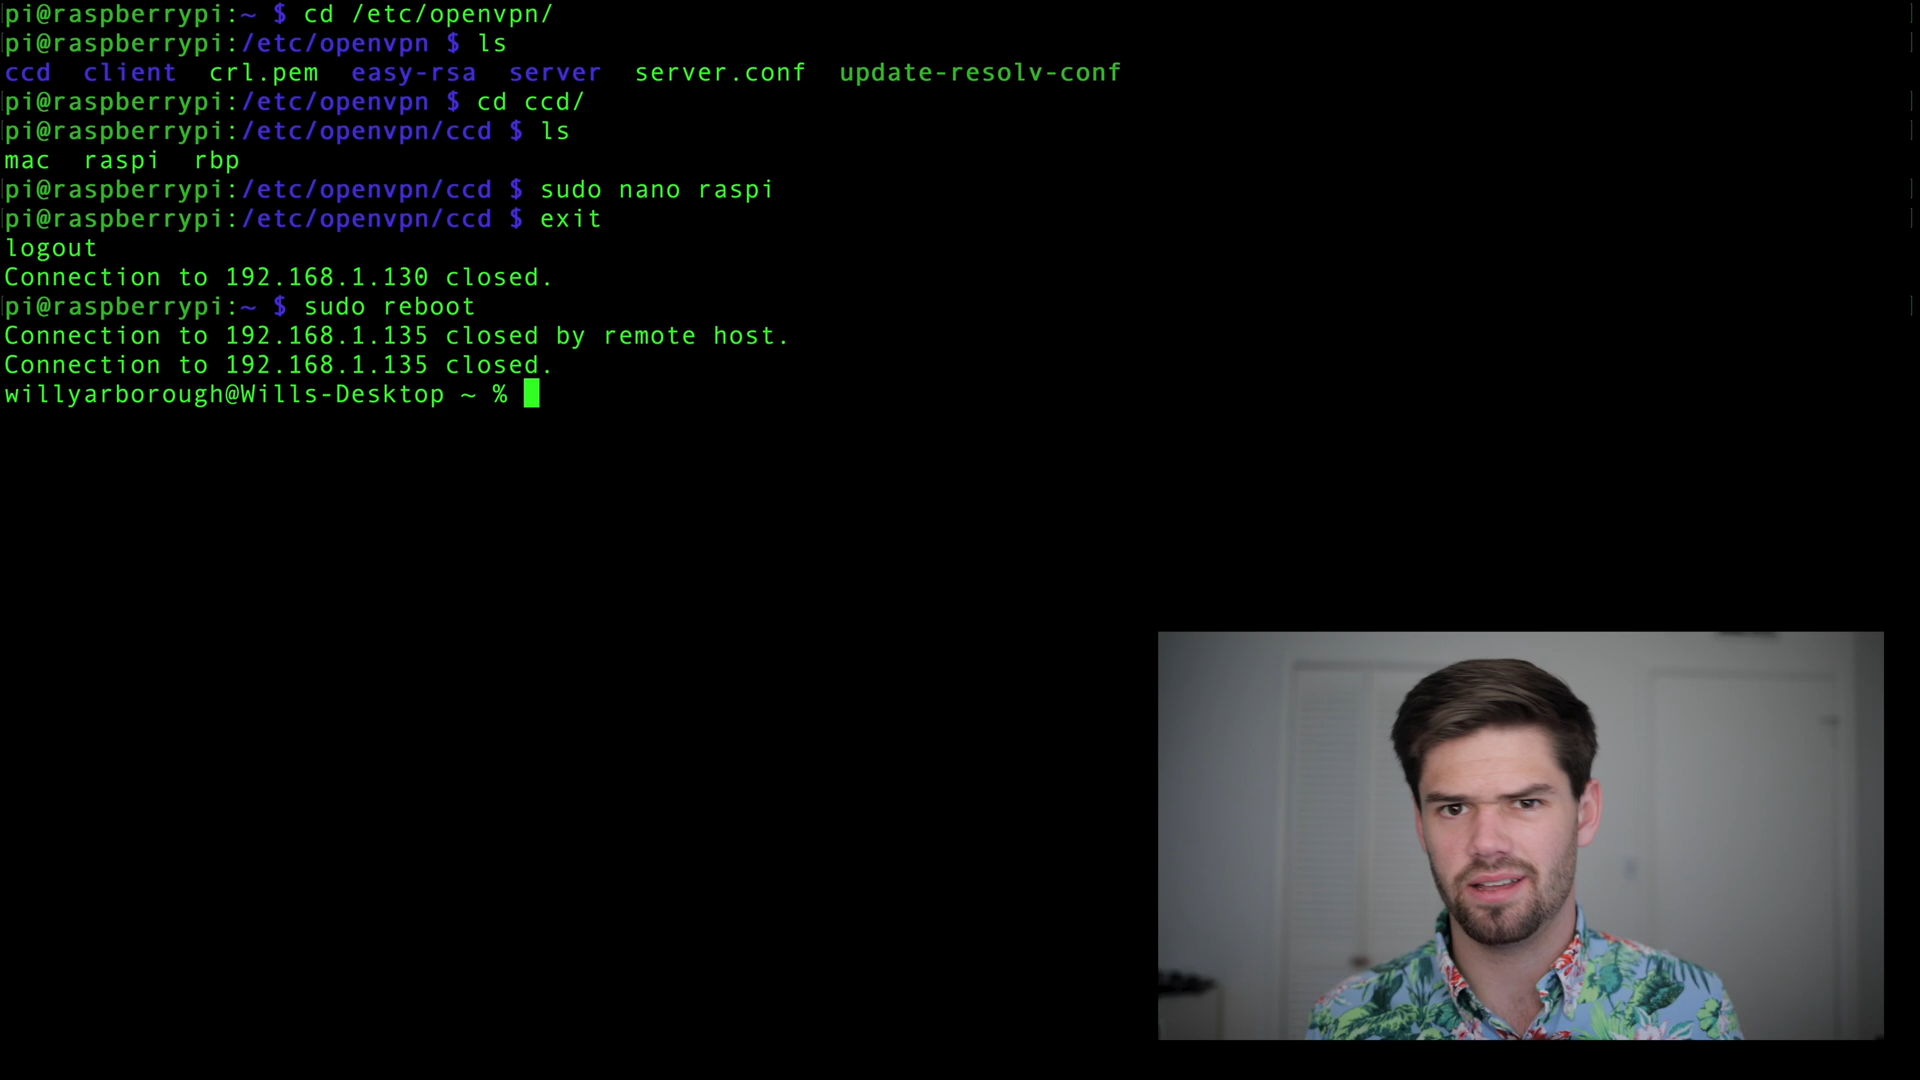 pi@raspberrypi:~ $ cd /etc/openvpn/
pi@raspberrypi:/etc/openvpn $ ls
ccd client crl.pem easy-rsa server server.conf update-resolv-conf
pi@raspberrypi:/etc/openvpn $ cd ccd/
pi@raspberrypi:/etc/openvpn/ccd $ ls
mac raspi rbp
pi@raspberrypi:/etc/openvpn/ccd $ sudo nano raspi
pi@raspberrypi:/etc/openvpn/ccd $ exit
logout
Connection to 192.168.1.130 closed.
pi@raspberrypi:~ $ sudo reboot
Connection to 192.168.1.135 closed by remote host.
Connection to 192.168.1.135 closed.
willyarborough@Wills-Desktop ~ %